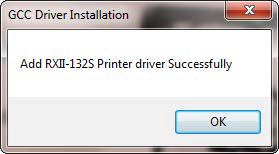 GCC Driver Installation
Add RXII-132S Printer driver Successfully
OK